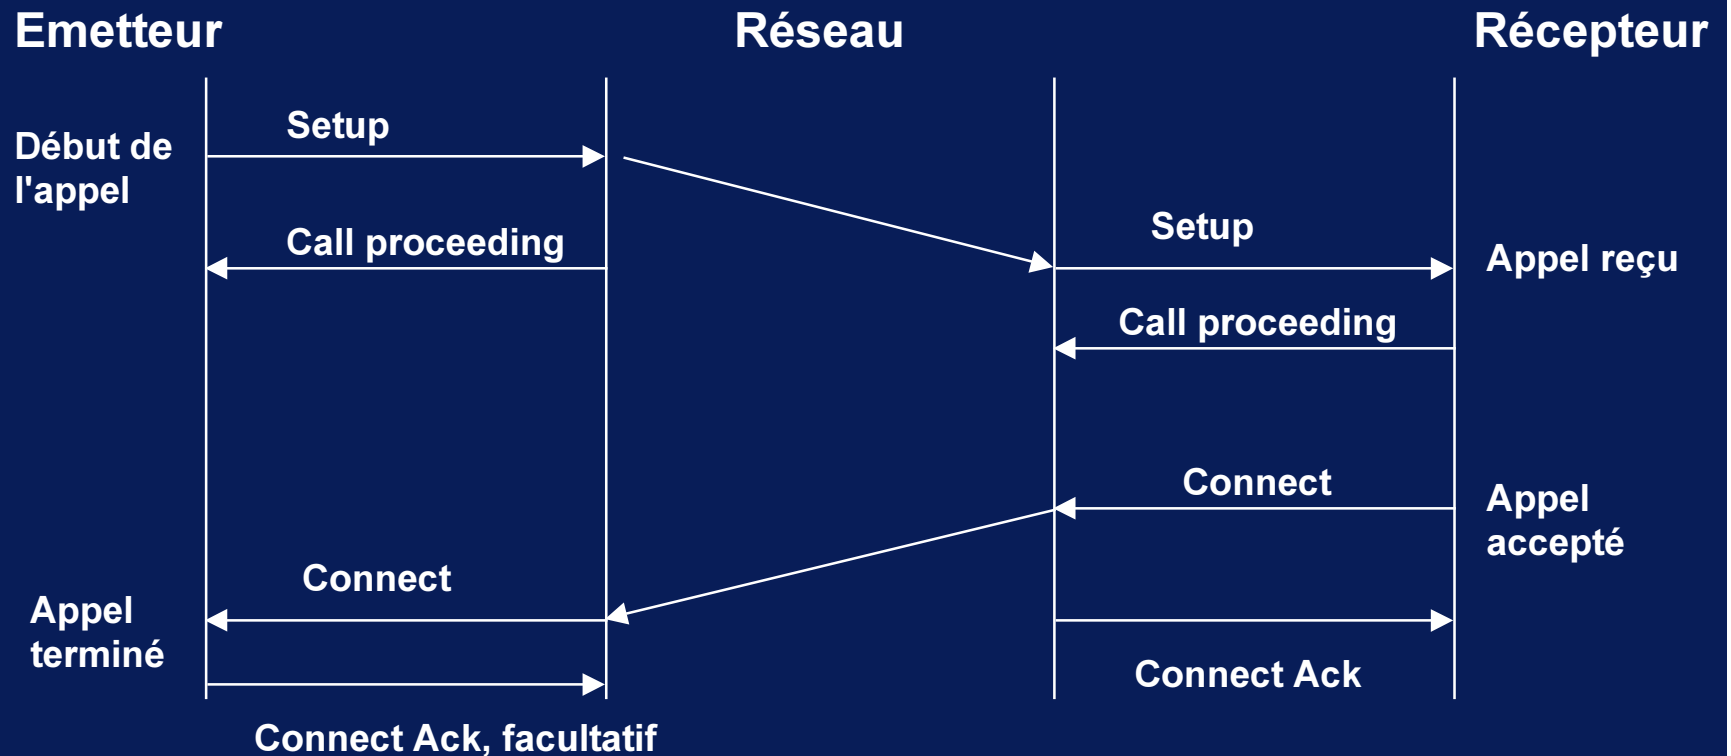 Emetteur
Réseau
Récepteur
Setup
Début de
l'appel
Call proceeding
Setup
Appel reçu
Call proceeding
Connect
Appel
accepté
Connect
Appel
terminé
Connect Ack
Connect Ack, facultatif